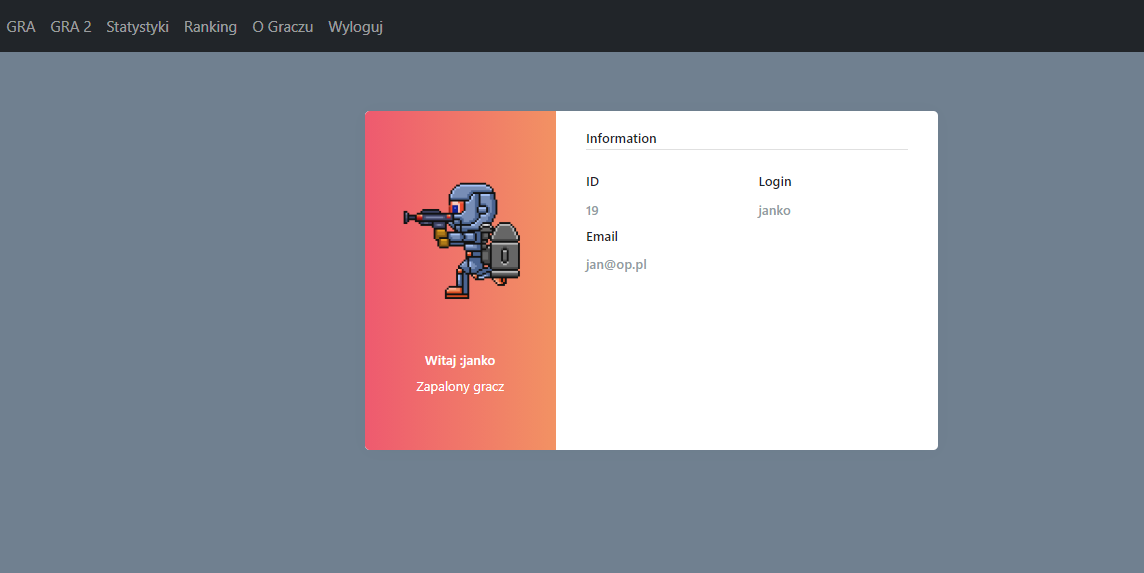 GRA GRA 2 Statystyki Ranking O Graczu Wyloguj
Information
ID Login
19 janko
Email
jan@op.pl
Witaj :janko
Zapalony gracz